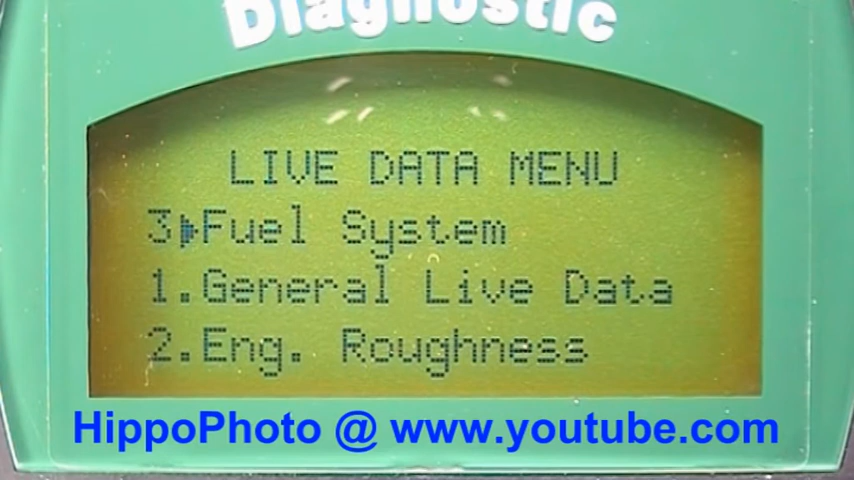 Diagnostic
LIVE DATA MENU
3▶Fuel System
1.General Live Data
2.Eng. Roughness
HippoPhoto @ www.youtube.com